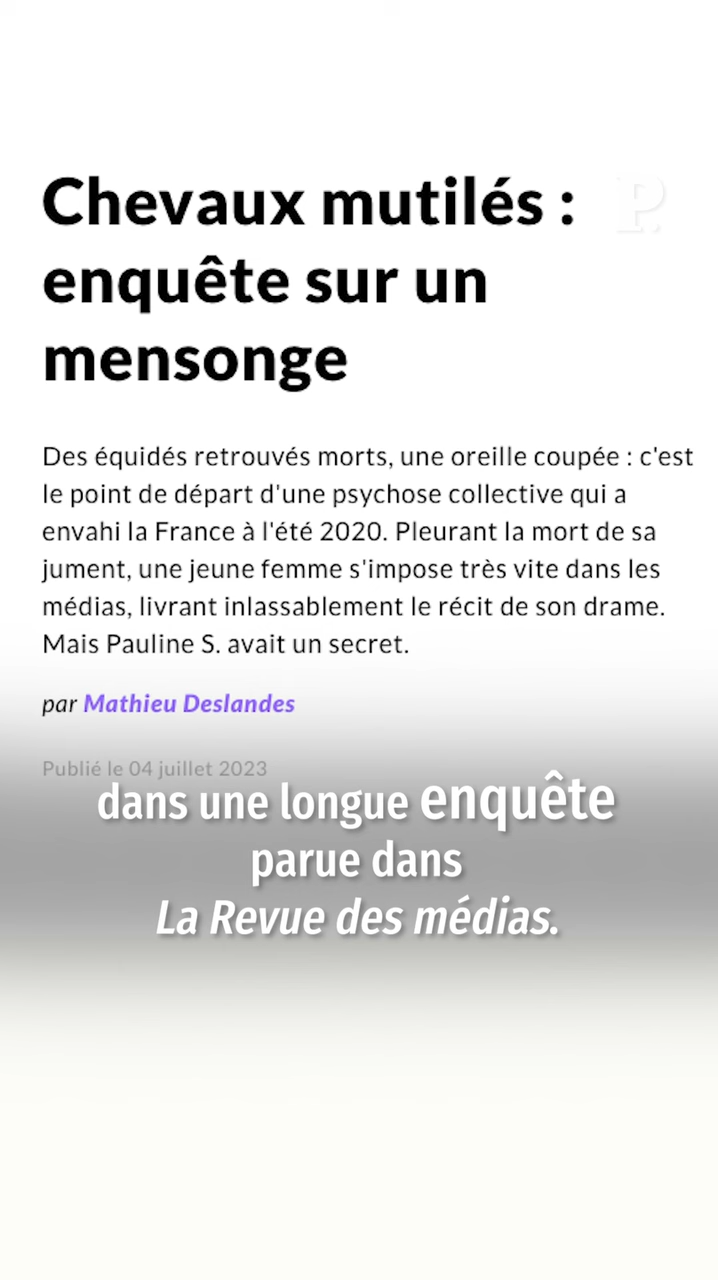 Chevaux mutilés :
P.
enquête sur un
mensonge
Des équidés retrouvés morts, une oreille coupée : c'est
le point de départ d'une psychose collective qui a
envahi la France à l'été 2020. Pleurant la mort de sa
jument, une jeune femme s'impose très vite dans les
médias, livrant inlassablement le récit de son drame.
Mais Pauline S. avait un secret.
par Mathieu Deslandes
Publié le 04 juillet 2023
dans une longue enquête
parue dans
La Revue des médias.